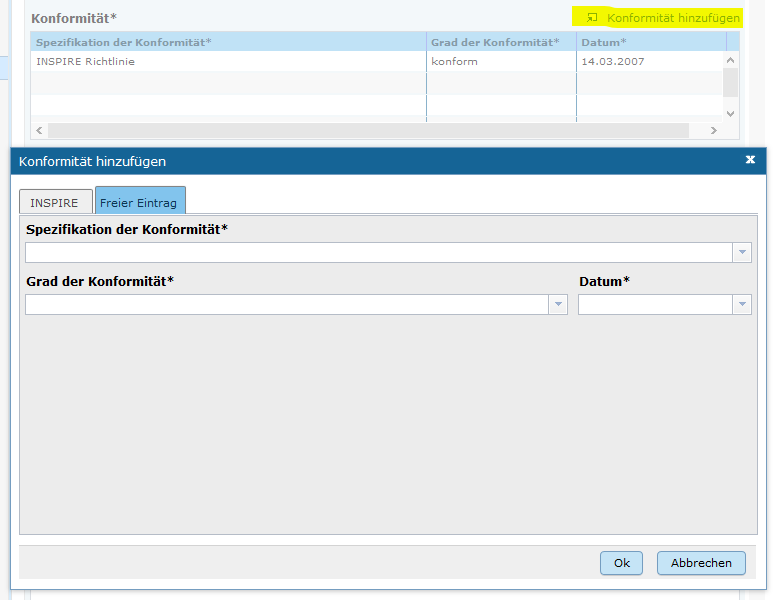 Konformität*
Konformität hinzufügen
Spezifikation der Konformität* Grad der Konformität* Datum*
INSPIRE Richtlinie konform 14.03.2007
Konformität hinzufügen x
INSPIRE Freier Eintrag
Spezifikation der Konformität*
Grad der Konformität* Datum*
Ok Abbrechen